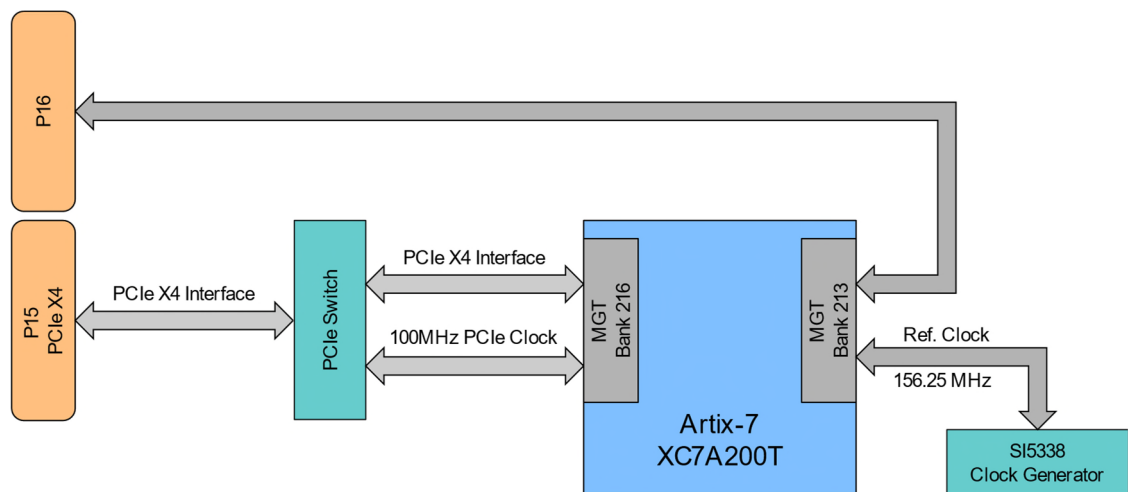 P16
P15
PCIe X4
PCIe X4 Interface
PCIe Switch
PCIe X4 Interface
100MHz PCIe Clock
MGT
Bank 216
Artix-7
XC7A200T
MGT
Bank 213
Ref. Clock
156.25 MHz
SI5338
Clock Generator